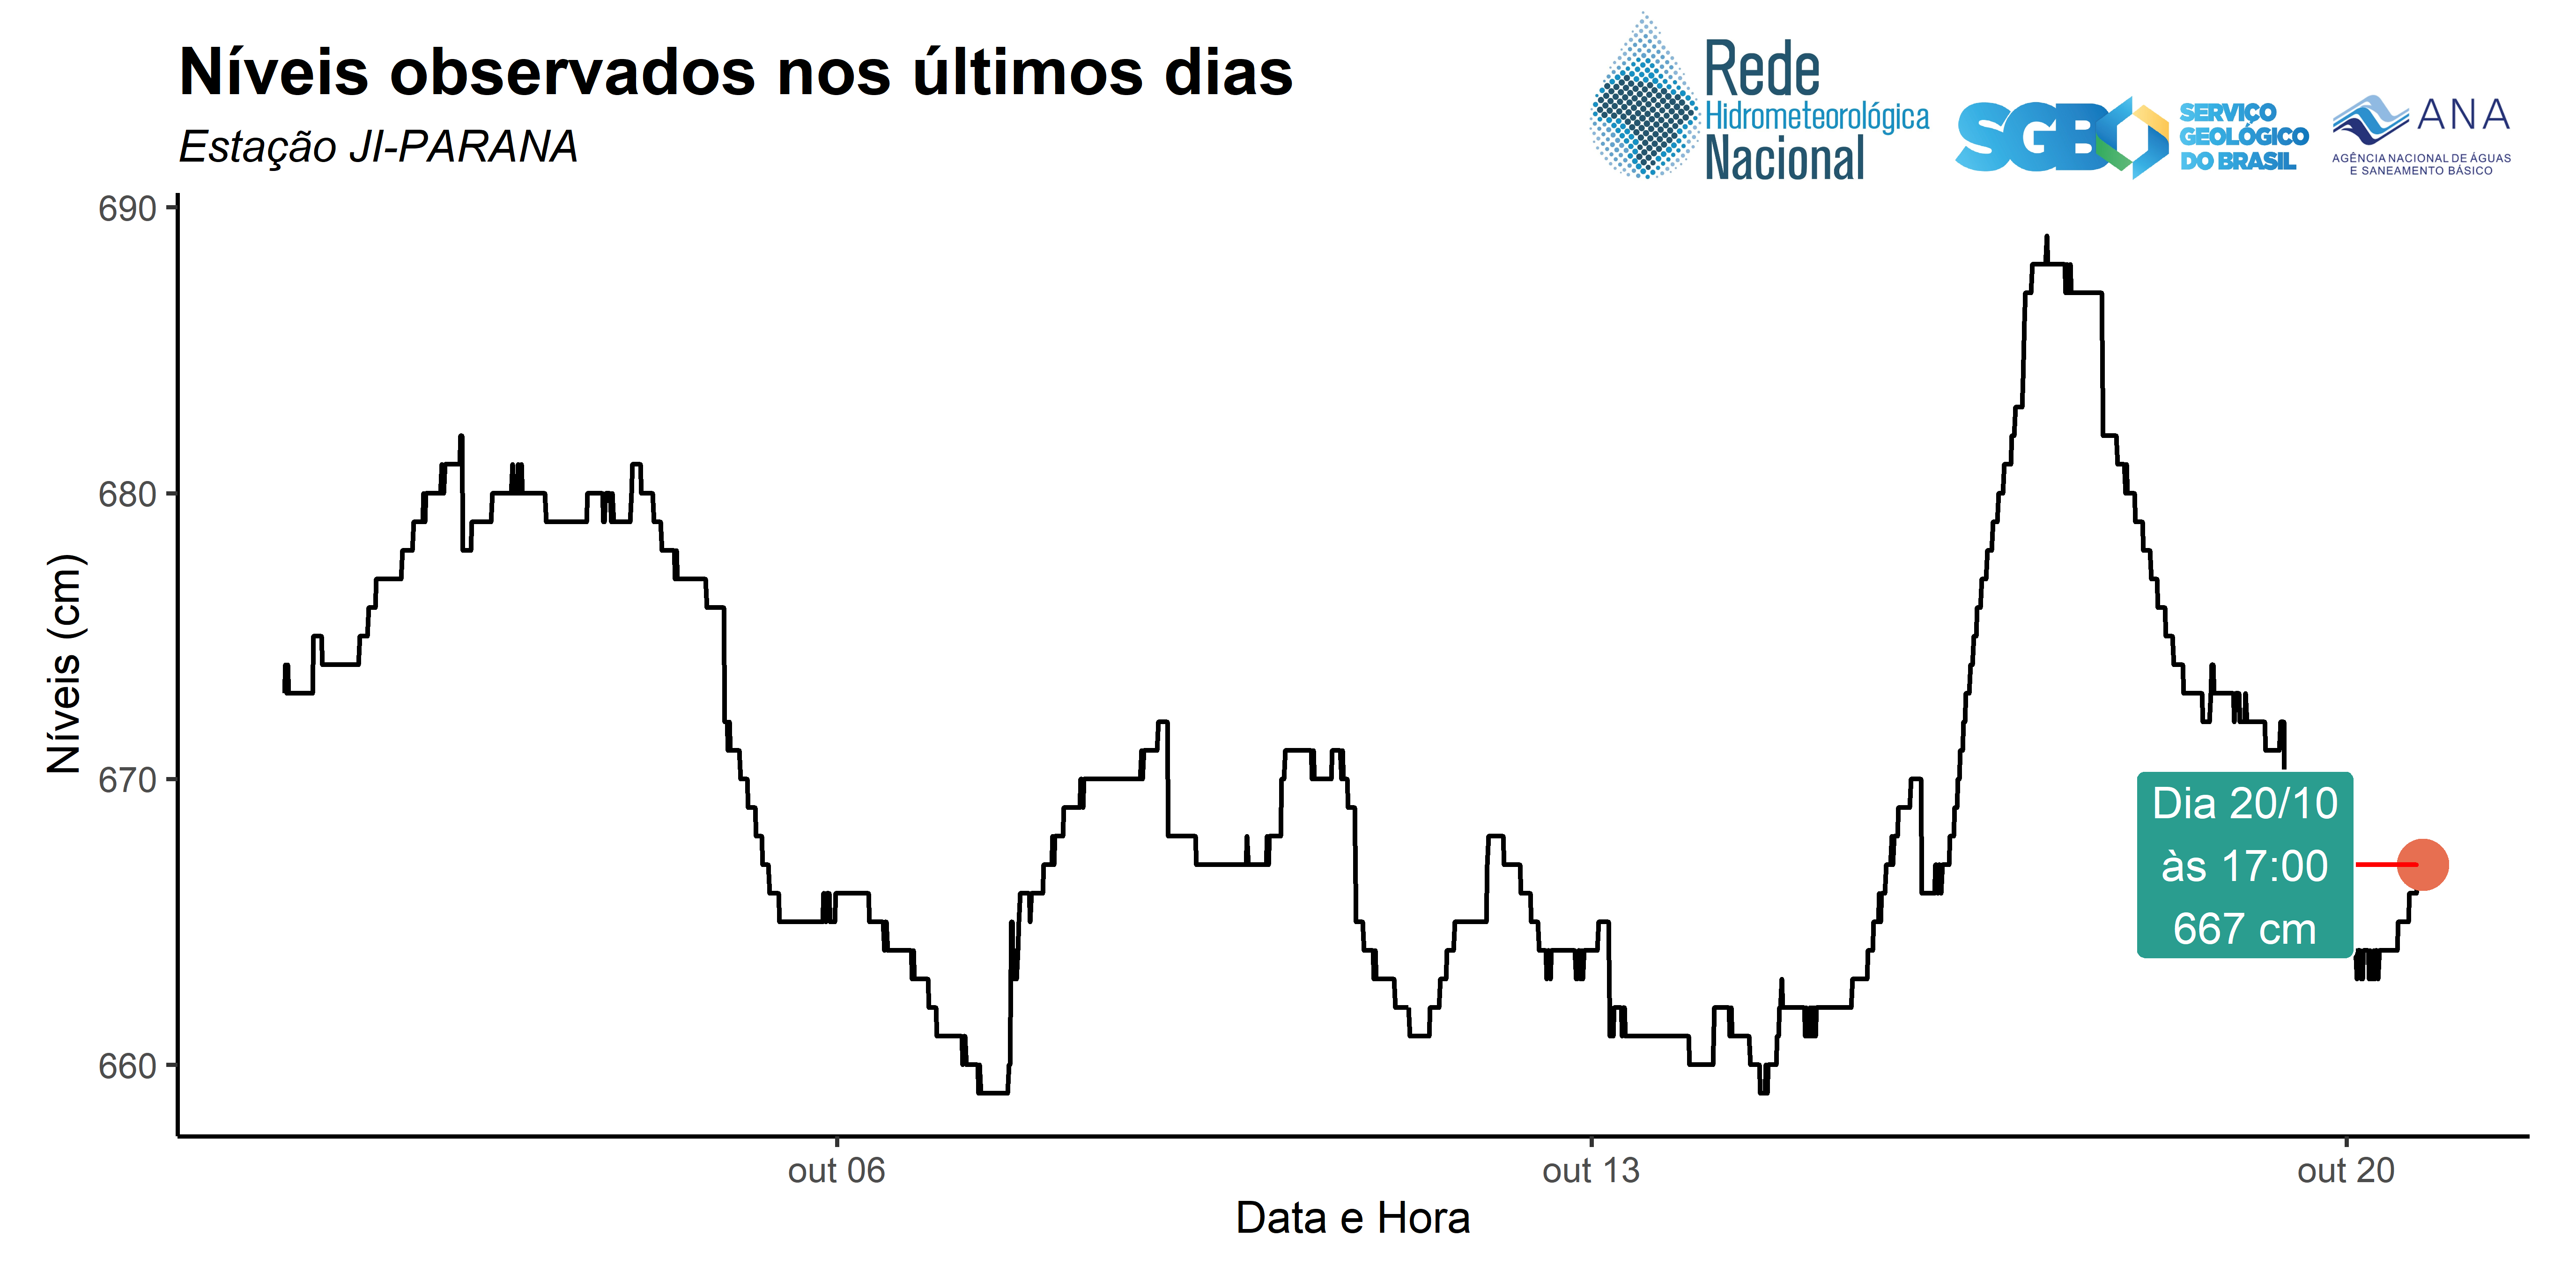 Níveis observados nos últimos dias
Estação JI-PARANA
Rede
Hidrometeorológica
Nacional
SGB
SERVIÇO
GEOLÓGICO
DO BRASIL
ANA
AGÊNCIA NACIONAL DE ÁGUAS
E SANEAMENTO BÁSICO
690
680
670
660
Níveis (cm)
Dia 20/10
às 17:00
667 cm
out 06
out 13
out 20
Data e Hora